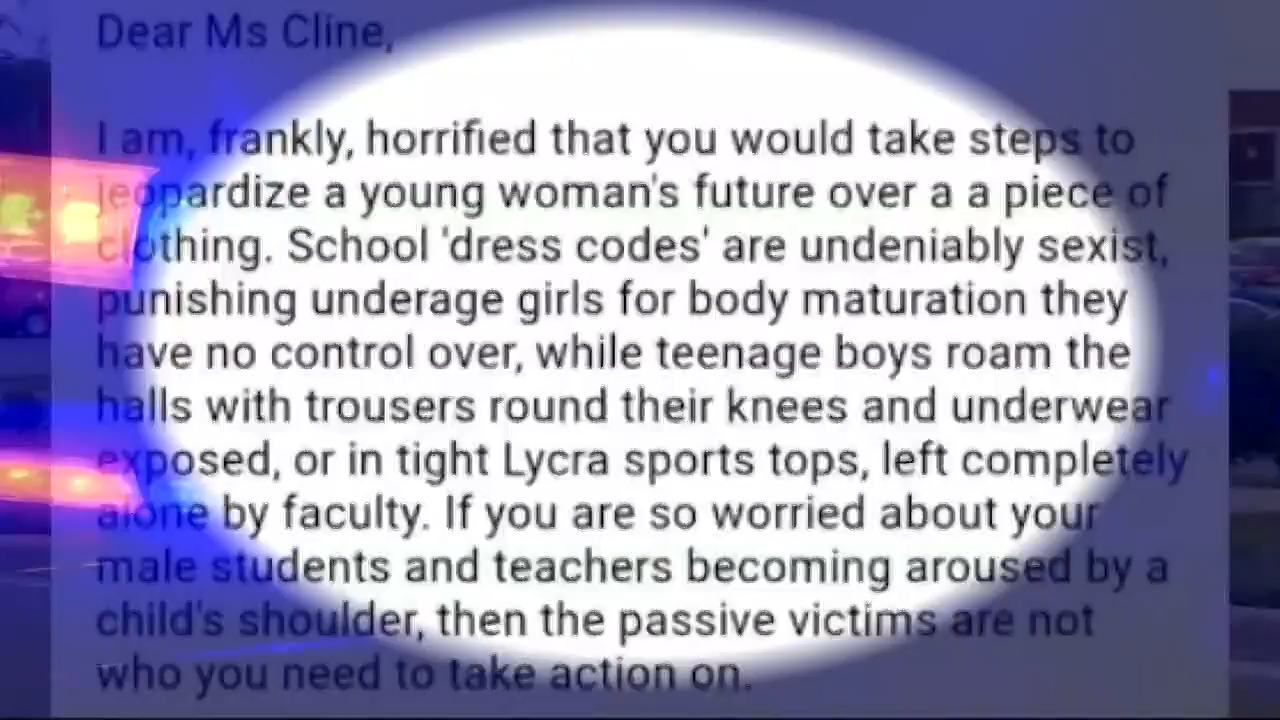 Dear Ms Cline,
I am, frankly, horrified that you would take steps to
jeopardize a young woman's future over a a piece of
clothing. School 'dress codes' are undeniably sexist,
punishing underage girls for body maturation they
have no control over, while teenage boys roam the
halls with trousers round their knees and underwear
exposed, or in tight Lycra sports tops, left completely
alone by faculty. If you are so worried about your
male students and teachers becoming aroused by a
child's shoulder, then the passive victims are not
who you need to take action on.